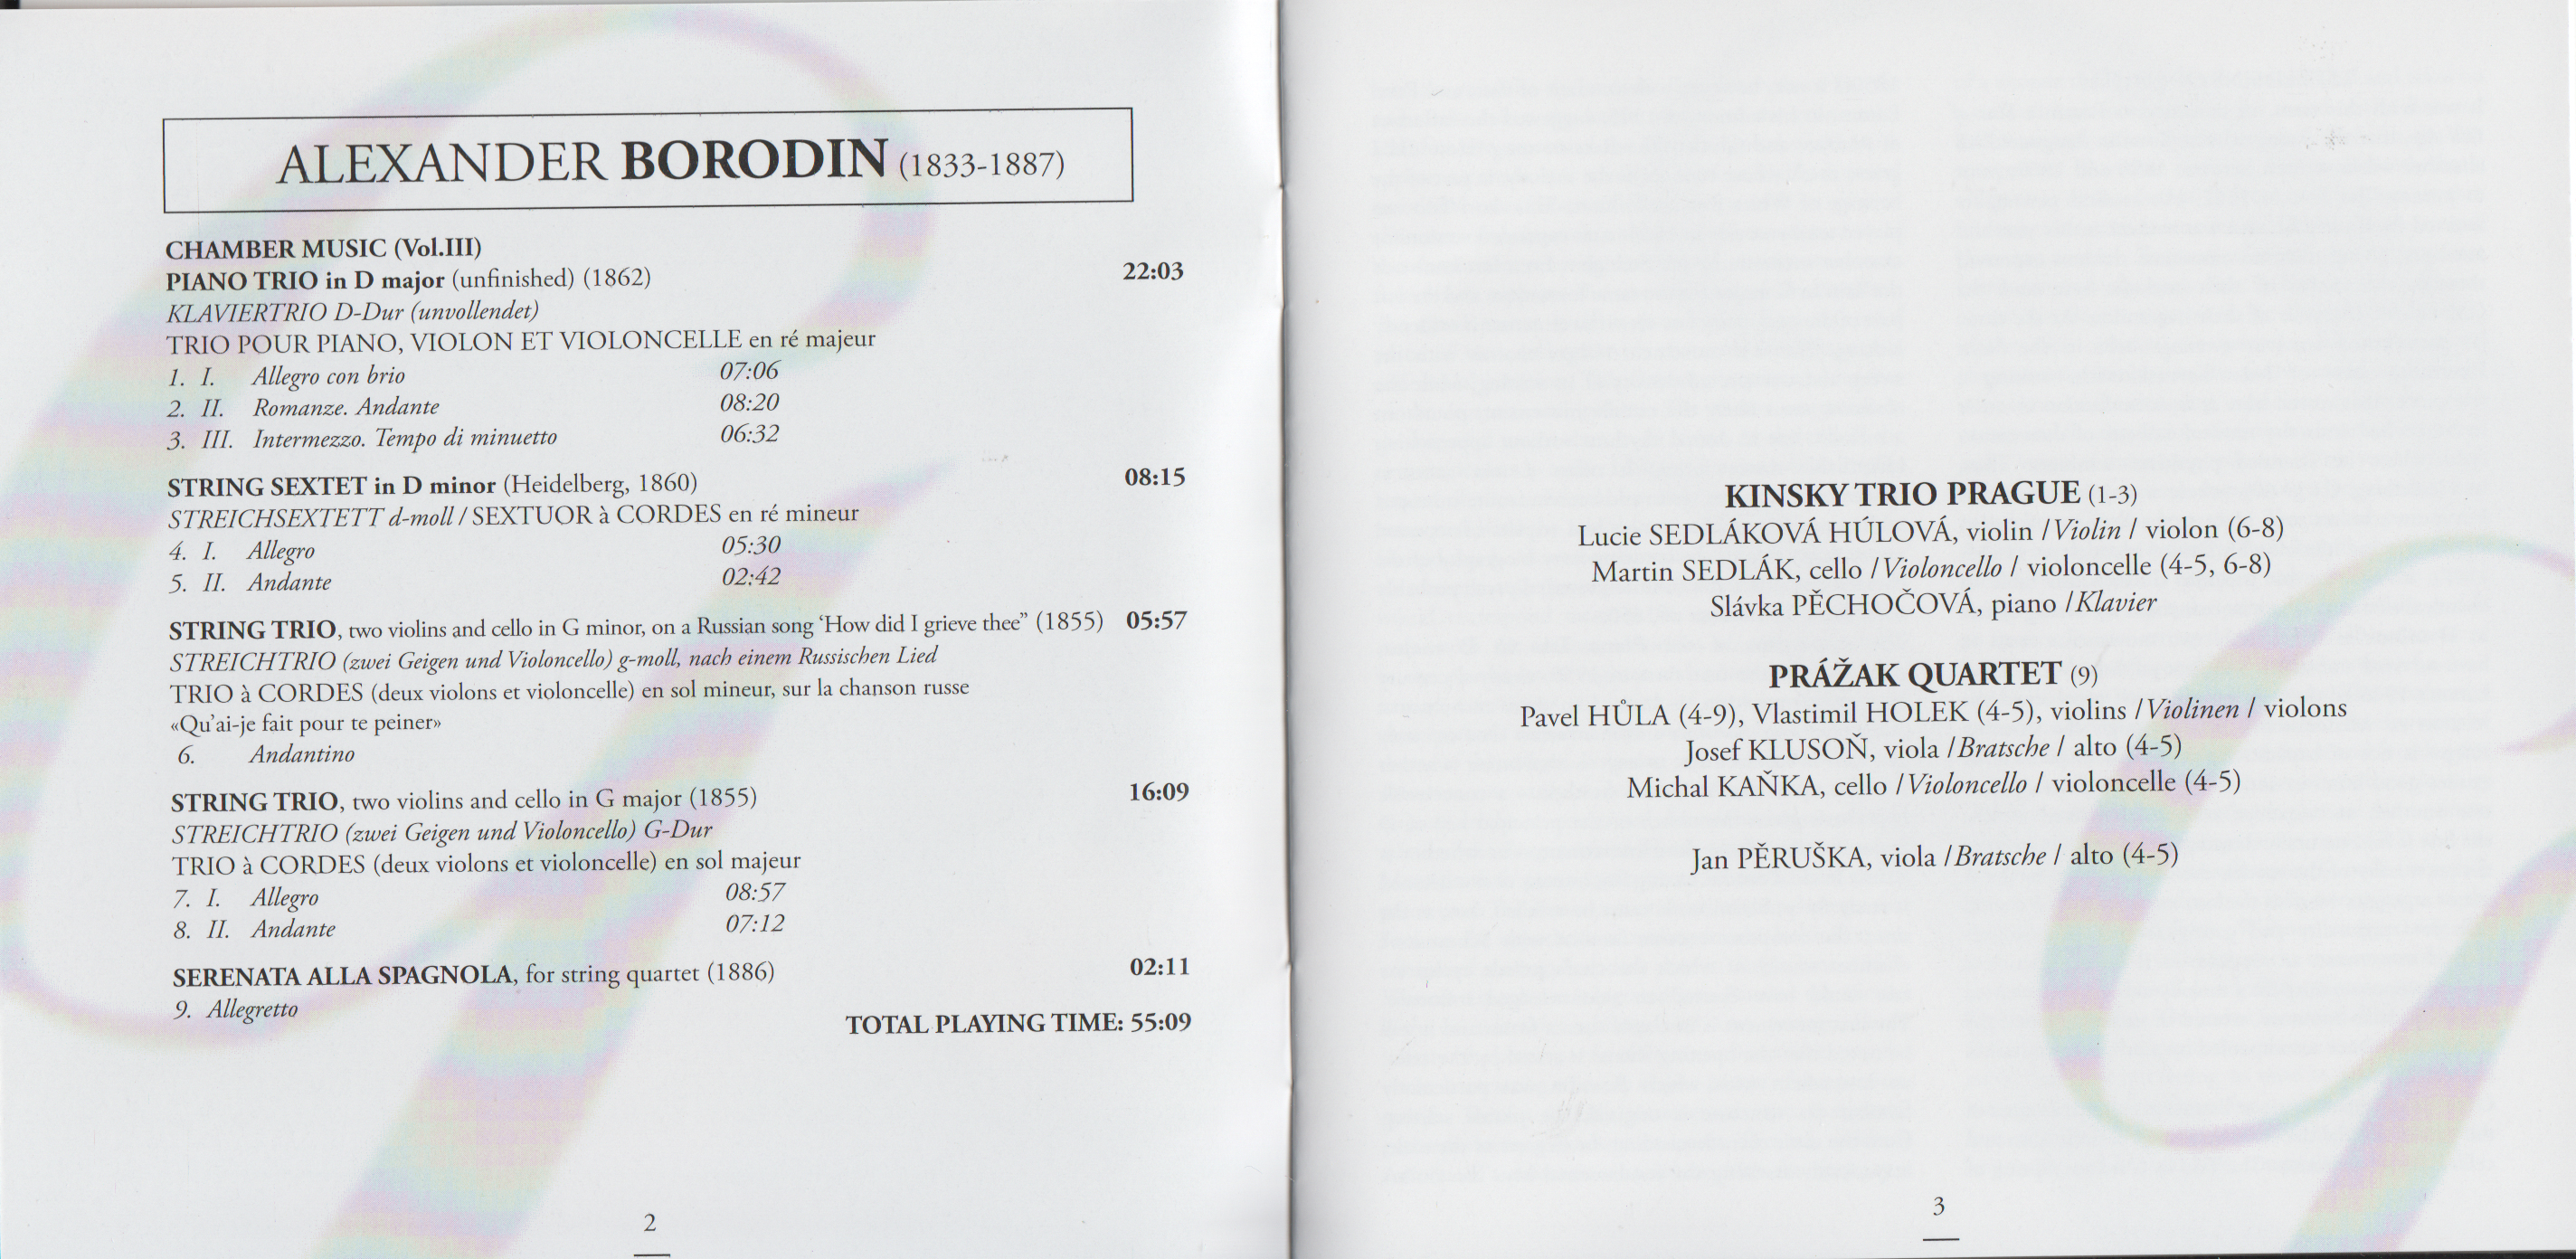 ALEXANDER BORODIN (1833-1887)
CHAMBER MUSIC (Vol.III)
PIANO TRIO in D major (unfinished) (1862) 22:03
KLAVIERTRIO D-Dur (unvollendet)
TRIO POUR PIANO, VIOLON ET VIOLONCELLE en ré majeur
1. I. Allegro con brio 07:06
2. II. Romanze. Andante 08:20
3. III. Intermezzo. Tempo di minuetto 06:32
STRING SEXTET in D minor (Heidelberg, 1860) 08:15
STREICHSEXTETT d-moll / SEXTUOR à CORDES en ré mineur
4. I. Allegro 05:30
5. II. Andante 02:42
STRING TRIO, two violins and cello in G minor, on a Russian song ‘How did I grieve thee” (1855) 05:57
STREICHTRIO (zwei Geigen und Violoncello) g-moll, nach einem Russischen Lied
TRIO à CORDES (deux violons et violoncelle) en sol mineur, sur la chanson russe
«Qu’ai-je fait pour te peiner»
6. Andantino
STRING TRIO, two violins and cello in G major (1855) 16:09
STREICHTRIO (zwei Geigen und Violoncello) G-Dur
TRIO à CORDES (deux violons et violoncelle) en sol majeur
7. I. Allegro 08:57
8. II. Andante 07:12
SERENATA ALLA SPAGNOLA, for string quartet (1886) 02:11
9. Allegretto
TOTAL PLAYING TIME: 55:09
2
KINSKY TRIO PRAGUE (1-3)
Lucie SEDLÁKOVÁ HÚLOVÁ, violin / Violin / violon (6-8)
Martin SEDLÁK, cello / Violoncello / violoncelle (4-5, 6-8)
Slávka PĚCHOČOVÁ, piano / Klavier
PRÁŽAK QUARTET (9)
Pavel HŮLA (4-9), Vlastimil HOLEK (4-5), violins / Violinen / violons
Josef KLUSOŇ, viola / Bratsche / alto (4-5)
Michal KAŇKA, cello / Violoncello / violoncelle (4-5)
Jan PĚRUŠKA, viola / Bratsche / alto (4-5)
3